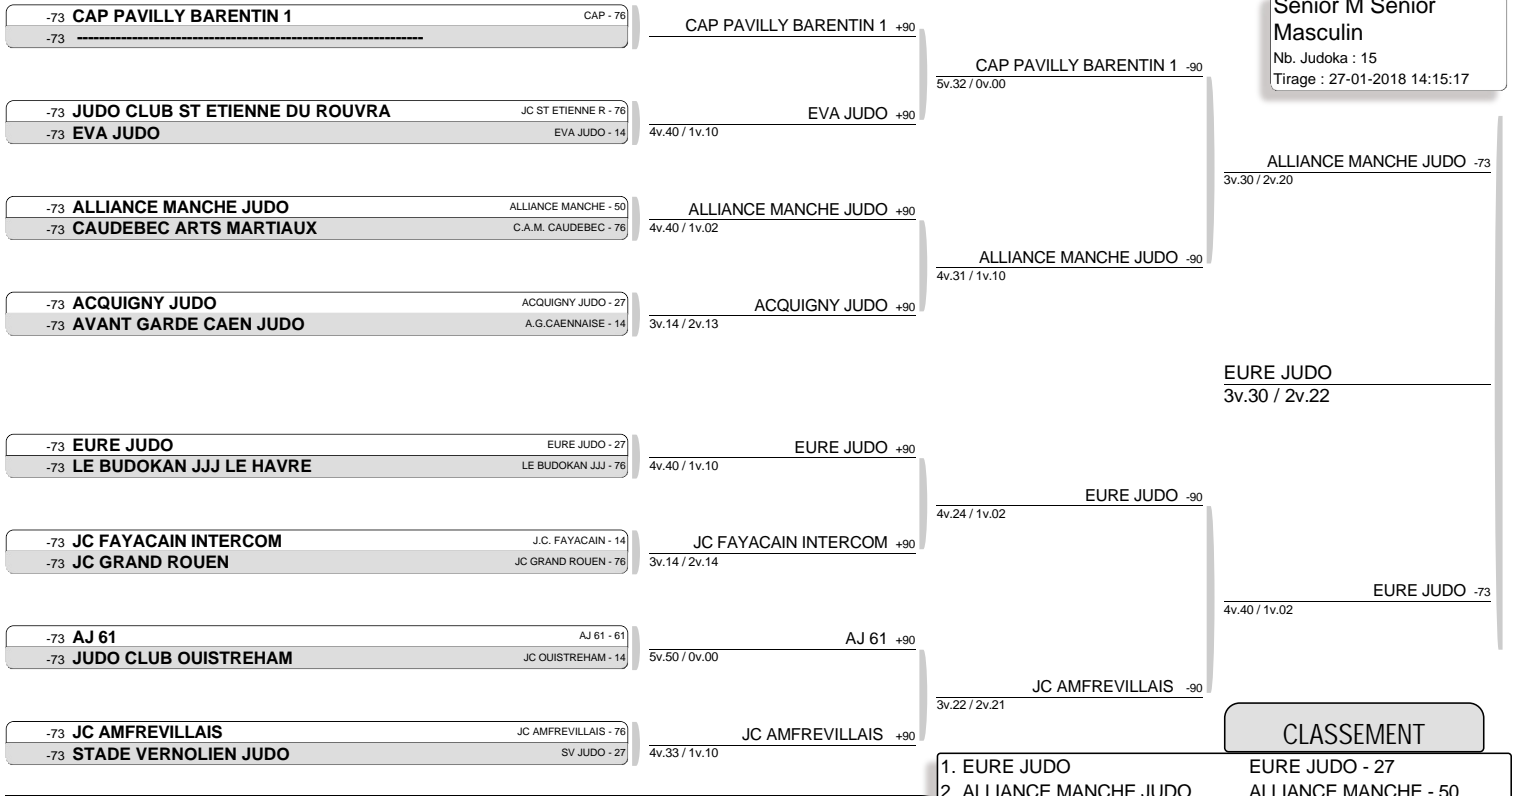 Senior M Senior
Masculin
Nb. Judoka : 15
Tirage : 27-01-2018 14:15:17
-73 CAP PAVILLY BARENTIN 1 CAP - 76
-73 ----------------------------------------------------------------
-73 JUDO CLUB ST ETIENNE DU ROUVRA JC ST ETIENNE R - 76
-73 EVA JUDO EVA JUDO - 14
-73 ALLIANCE MANCHE JUDO ALLIANCE MANCHE - 50
-73 CAUDEBEC ARTS MARTIAUX C.A.M. CAUDEBEC - 76
-73 ACQUIGNY JUDO ACQUIGNY JUDO - 27
-73 AVANT GARDE CAEN JUDO A.G.CAENNAISE - 14
-73 EURE JUDO EURE JUDO - 27
-73 LE BUDOKAN JJJ LE HAVRE LE BUDOKAN JJJ - 76
-73 JC FAYACAIN INTERCOM J.C. FAYACAIN - 14
-73 JC GRAND ROUEN JC GRAND ROUEN - 76
-73 AJ 61 AJ 61 - 61
-73 JUDO CLUB OUISTREHAM JC OUISTREHAM - 14
-73 JC AMFREVILLAIS JC AMFREVILLAIS - 76
-73 STADE VERNOLIEN JUDO SV JUDO - 27
CAP PAVILLY BARENTIN 1 +90
EVA JUDO +90
4v.40 / 1v.10
ALLIANCE MANCHE JUDO +90
4v.40 / 1v.02
ACQUIGNY JUDO +90
3v.14 / 2v.13
EURE JUDO +90
4v.40 / 1v.10
JC FAYACAIN INTERCOM +90
3v.14 / 2v.14
AJ 61 +90
5v.50 / 0v.00
JC AMFREVILLAIS +90
4v.33 / 1v.10
CAP PAVILLY BARENTIN 1 -90
5v.32 / 0v.00
ALLIANCE MANCHE JUDO -90
4v.31 / 1v.10
EURE JUDO -90
4v.24 / 1v.02
JC AMFREVILLAIS -90
3v.22 / 2v.21
ALLIANCE MANCHE JUDO -73
3v.30 / 2v.20
EURE JUDO
3v.30 / 2v.22
EURE JUDO -73
4v.40 / 1v.02
CLASSEMENT
1. EURE JUDO EURE JUDO - 27
2. ALLIANCE MANCHE JUDO ALLIANCE MANCHE - 50